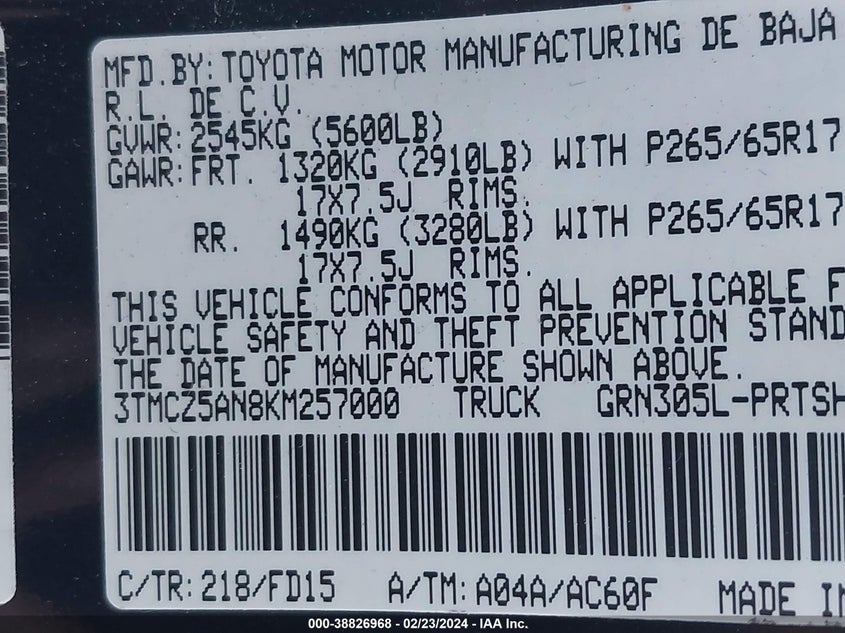 MFD.BY: TOYOTA MOTOR MANUFACTURING DE BAJA
R.L. DE C.V.
GVWR: 2545KG (5600LB)
GAWR: FRT. 1320KG (2910LB) WITH P265/65R17
17X7.5J RIMS.
RR. 1490KG (3280LB) WITH P265/65R17
17X7.5J RIMS.
THIS VEHICLE CONFORMS TO ALL APPLICABLE F
VEHICLE SAFETY AND THEFT PREVENTION STAND
THE DATE OF MANUFACTURE SHOWN ABOVE.
3TMCZ5AN8KM257000 TRUCK GRN305L-PRTSH
C/TR: 218/FD15 A/TM: A04A/AC60F MADE IN
000-38826968 - 02/23/2024 - IAA Inc.